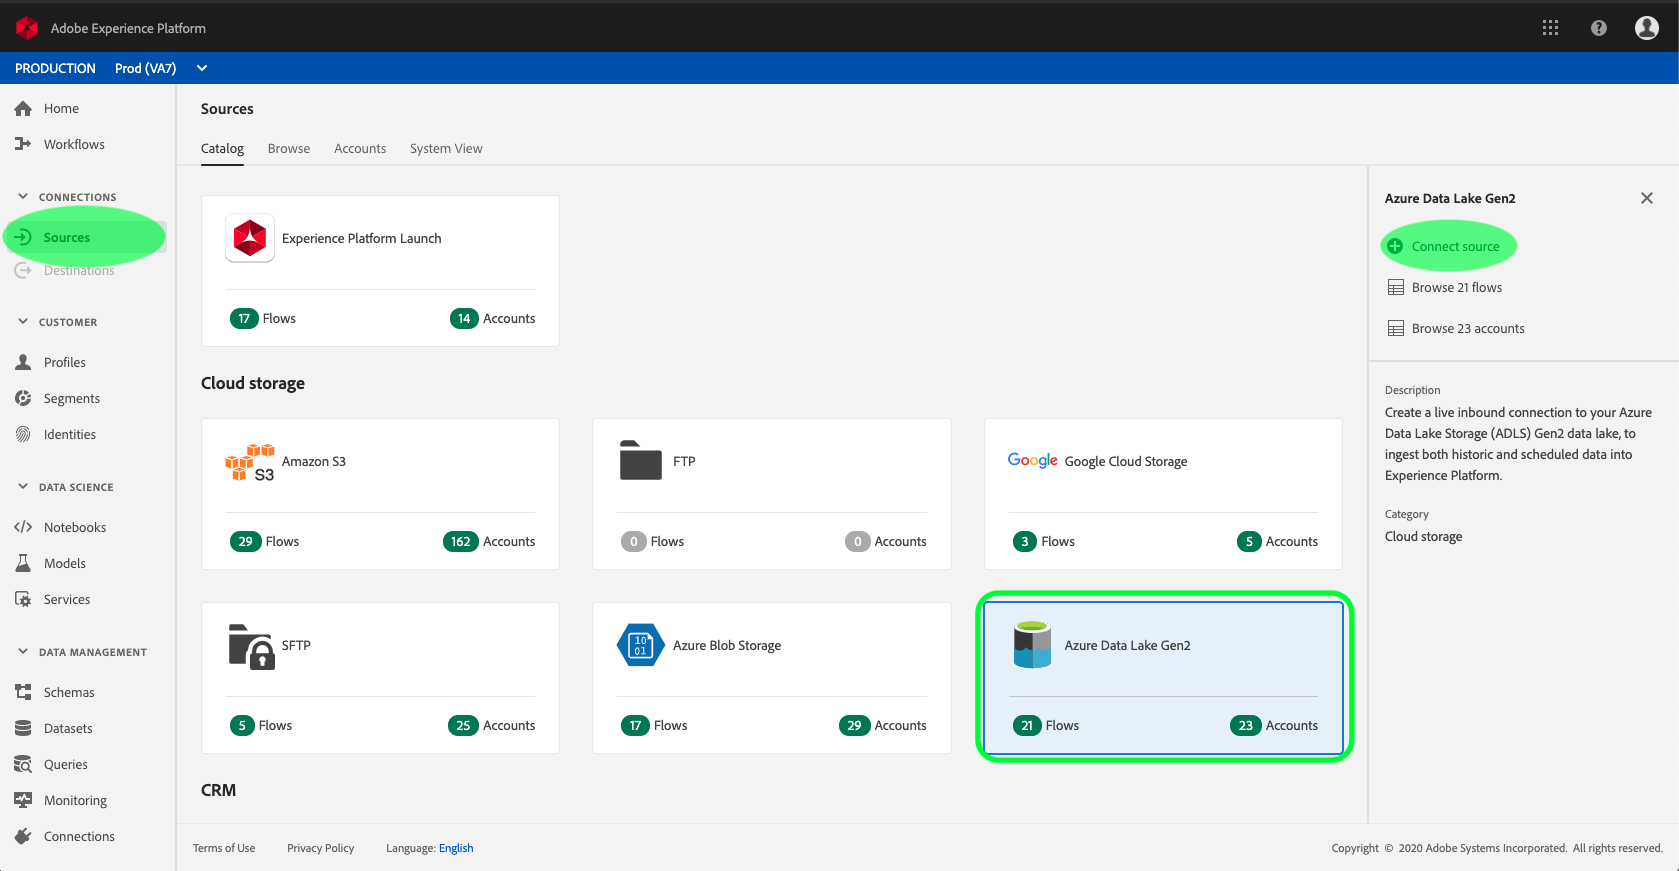 Adobe Experience Platform
PRODUCTION Prod (VA7)
Home
Workflows
CONNECTIONS
Sources
Destinations
CUSTOMER
Profiles
Segments
Identities
DATA SCIENCE
Notebooks
Models
Services
DATA MANAGEMENT
Schemas
Datasets
Queries
Monitoring
Connections
Sources
Catalog Browse Accounts System View
Experience Platform Launch
17 Flows 14 Accounts
Cloud storage
S3 Amazon S3
29 Flows 162 Accounts
FTP
0 Flows 0 Accounts
Google Google Cloud Storage
3 Flows 5 Accounts
SFTP
5 Flows 25 Accounts
10
01
Azure Blob Storage
17 Flows 29 Accounts
Azure Data Lake Gen2
21 Flows 23 Accounts
CRM
Azure Data Lake Gen2
Connect source
Browse 21 flows
Browse 23 accounts
Description
Create a live inbound connection to your Azure
Data Lake Storage (ADLS) Gen2 data lake, to
ingest both historic and scheduled data into
Experience Platform.
Category
Cloud storage
Terms of Use Privacy Policy Language: English
Copyright © 2020 Adobe Systems Incorporated. All rights reserved.